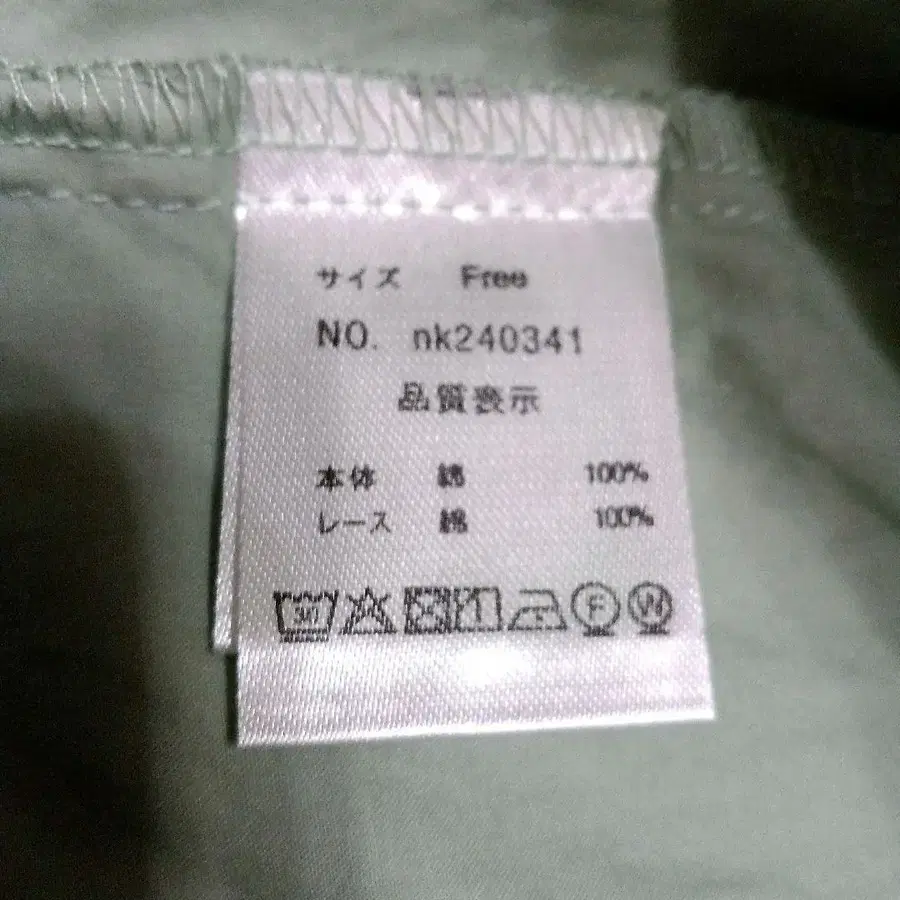 サイズ Free
NO. nk240341
品質表示
本体 綿 100%
レース 綿 100%
30 F W